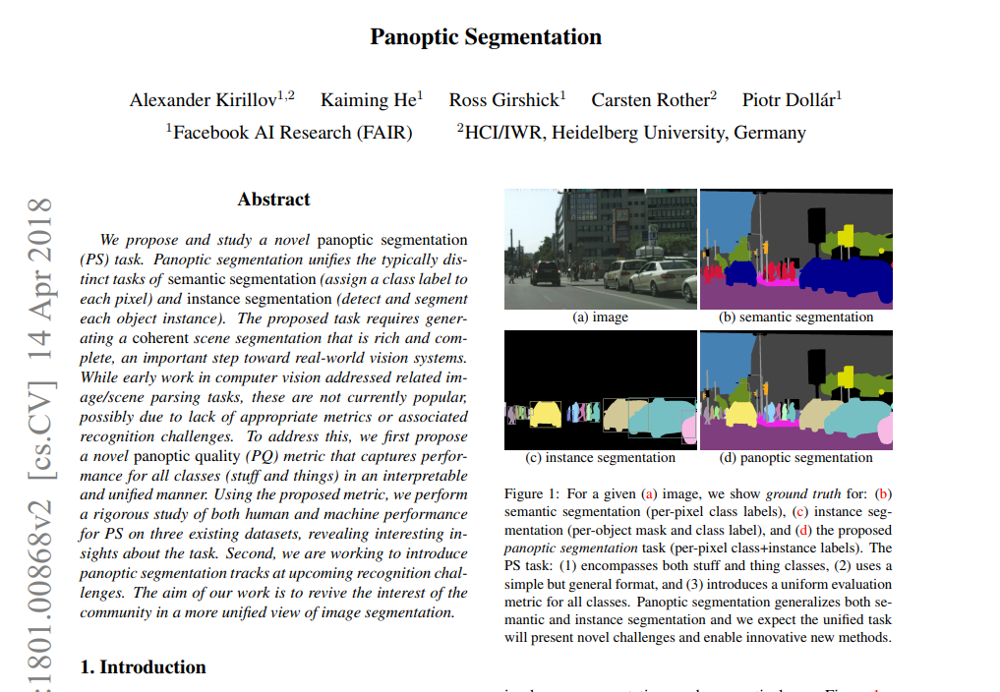 Panoptic Segmentation
Alexander Kirillov1,2 Kaiming He1 Ross Girshick1 Carsten Rother2 Piotr Dollár1
1Facebook AI Research (FAIR) 2HCI/IWR, Heidelberg University, Germany
:1801.00868v2 [cs.CV] 14 Apr 2018
Abstract
We propose and study a novel panoptic segmentation
(PS) task. Panoptic segmentation unifies the typically dis-
tinct tasks of semantic segmentation (assign a class label to
each pixel) and instance segmentation (detect and segment
each object instance). The proposed task requires gener-
ating a coherent scene segmentation that is rich and com-
plete, an important step toward real-world vision systems.
While early work in computer vision addressed related im-
age/scene parsing tasks, these are not currently popular,
possibly due to lack of appropriate metrics or associated
recognition challenges. To address this, we first propose
a novel panoptic quality (PQ) metric that captures perfor-
mance for all classes (stuff and things) in an interpretable
and unified manner. Using the proposed metric, we perform
a rigorous study of both human and machine performance
for PS on three existing datasets, revealing interesting in-
sights about the task. Second, we are working to introduce
panoptic segmentation tracks at upcoming recognition chal-
lenges. The aim of our work is to revive the interest of the
community in a more unified view of image segmentation.
1. Introduction
(a) image
(b) semantic segmentation
(c) instance segmentation
(d) panoptic segmentation
Figure 1: For a given (a) image, we show ground truth for: (b)
semantic segmentation (per-pixel class labels), (c) instance seg-
mentation (per-object mask and class label), and (d) the proposed
panoptic segmentation task (per-pixel class+instance labels). The
PS task: (1) encompasses both stuff and thing classes, (2) uses a
simple but general format, and (3) introduces a uniform evaluation
metric for all classes. Panoptic segmentation generalizes both se-
mantic and instance segmentation and we expect the unified task
will present novel challenges and enable innovative new methods.